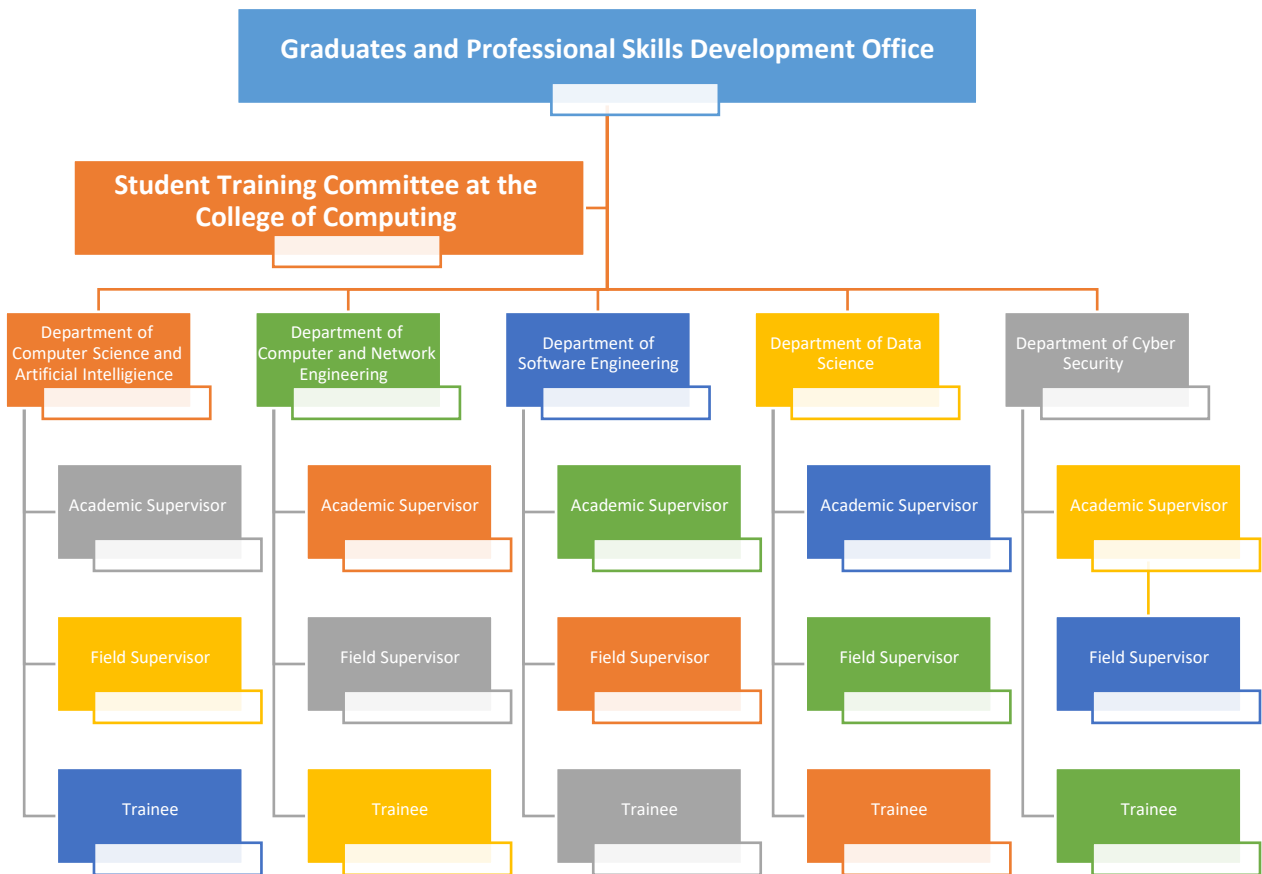 Graduates and Professional Skills Development Office
Student Training Committee at the
College of Computing
Department of
Computer Science and
Artificial Intelligience
Department of
Computer and Network
Engineering
Department of
Software Engineering
Department of Data
Science
Department of Cyber
Security
Academic Supervisor
Academic Supervisor
Academic Supervisor
Academic Supervisor
Academic Supervisor
Field Supervisor
Field Supervisor
Field Supervisor
Field Supervisor
Field Supervisor
Trainee
Trainee
Trainee
Trainee
Trainee